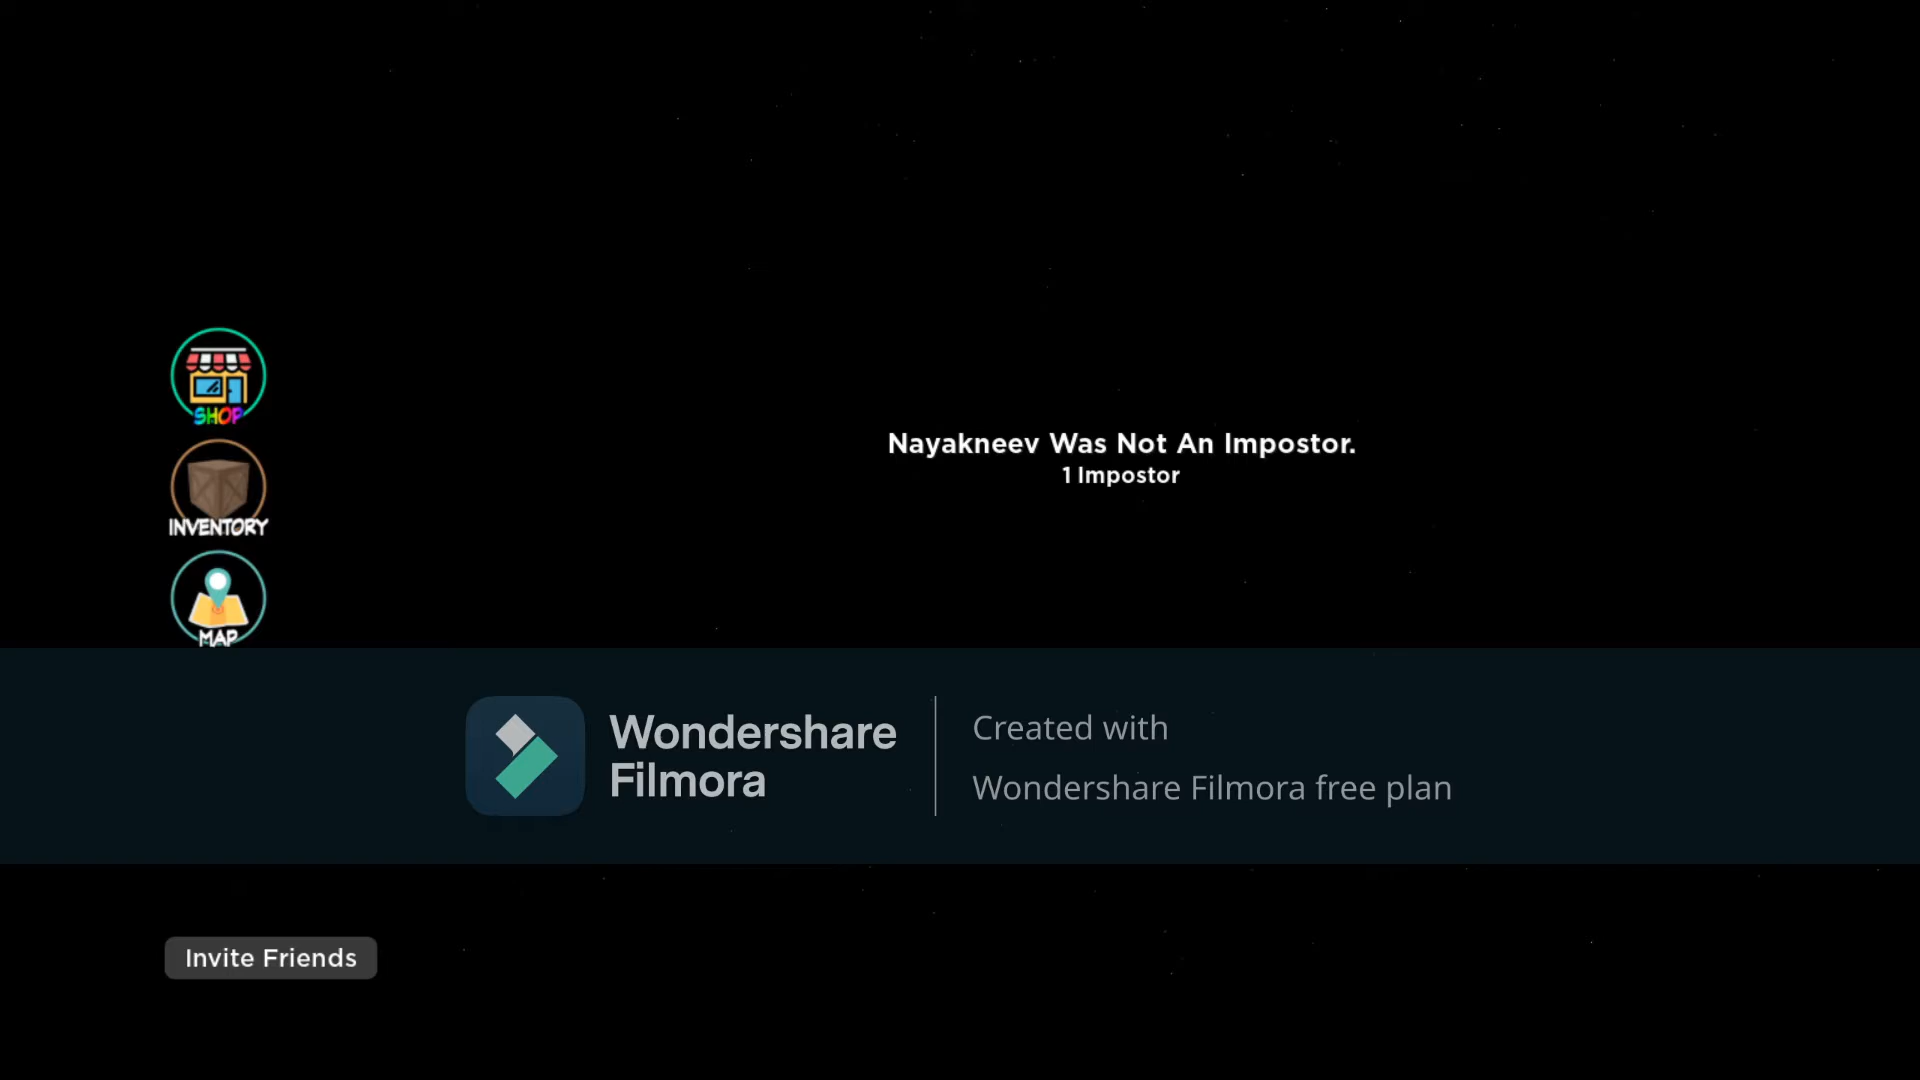 SHOP
INVENTORY
MAP
Nayakneev Was Not An Impostor.
1 Impostor
Wondershare
Filmora
Created with
Wondershare Filmora free plan
Invite Friends